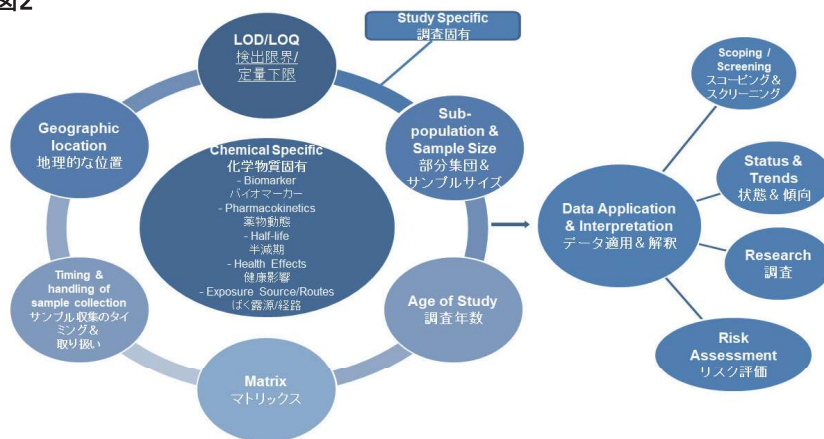 図2
LOD/LOQ
検出限界/
定量下限
Study Specific
調査固有
Sub-
population &
Sample Size
部分集団&
サンプルサイズ
Age of Study
調査年数
Matrix
マトリックス
Timing &
handling of
sample collection
サンプル収集のタイ
ミング&
取り扱い
Geographic
location
地理的な位置
Chemical Specific
化学物質固有
- Biomarker
バイオマーカー
- Pharmacokinetics
薬物動態
- Half-life
半減期
- Health Effects
健康影響
- Exposure Source/Routes
ばく露源/経路
Data Application
& Interpretation
データ適用&解釈
Scoping /
Screening
スコーピング&
スクリーニング
Status &
Trends
状態&傾向
Research
調査
Risk
Assessment
リスク評価